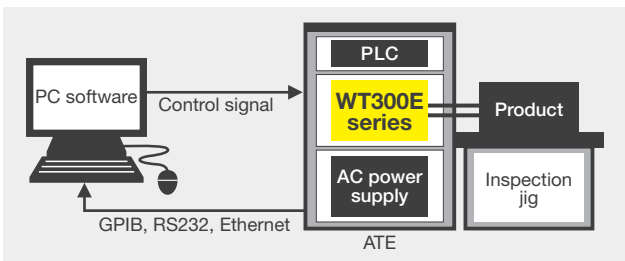 PLC
PC software
Control signal
WT300E
series
Product
AC power
supply
Inspection
jig
GPIB, RS232, Ethernet
ATE